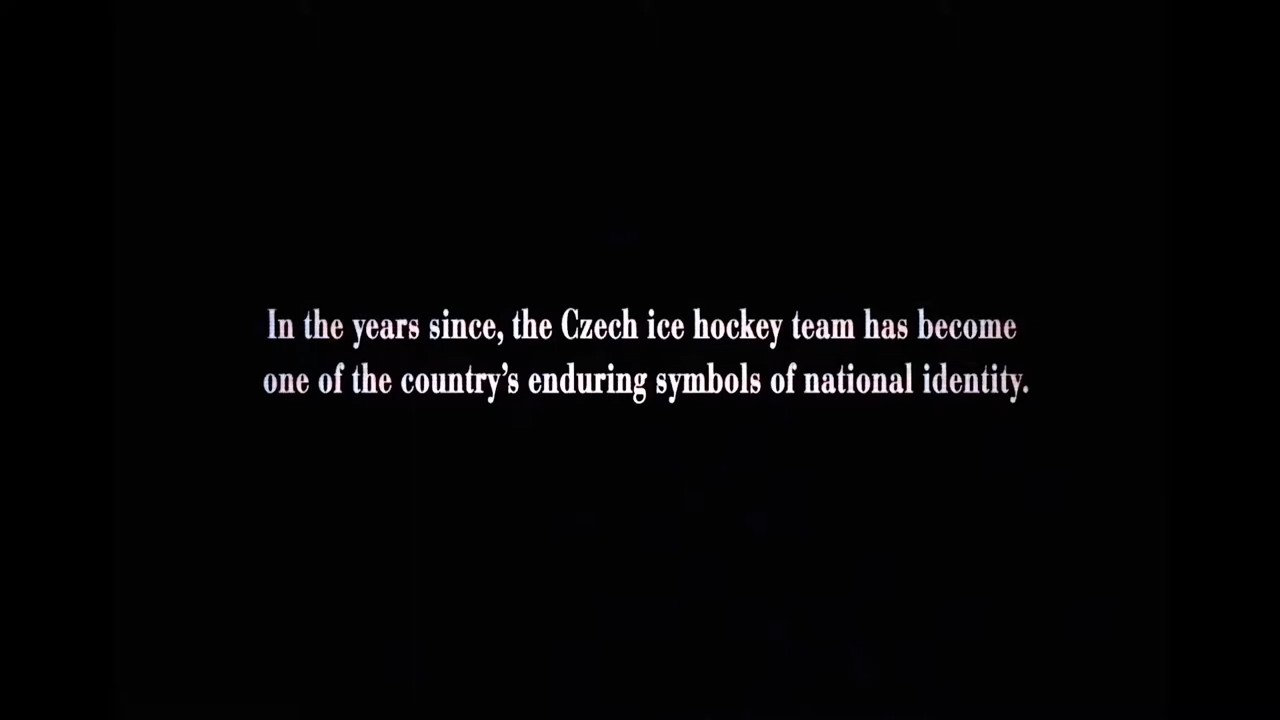 In the years since, the Czech ice hockey team has become
one of the country’s enduring symbols of national identity.